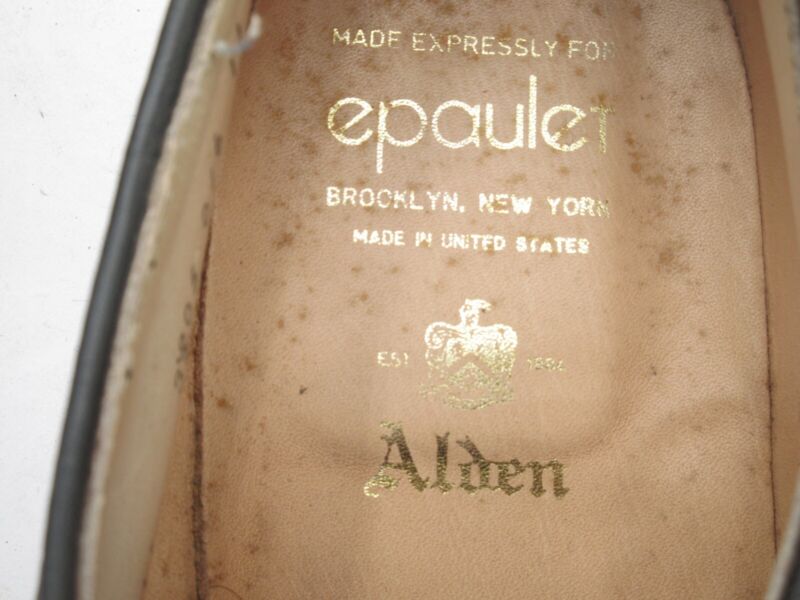 MADE EXPRESSLY FOR
epaulet
BROOKLYN, NEW YORK
MADE IN UNITED STATES
EST 1884
Alden